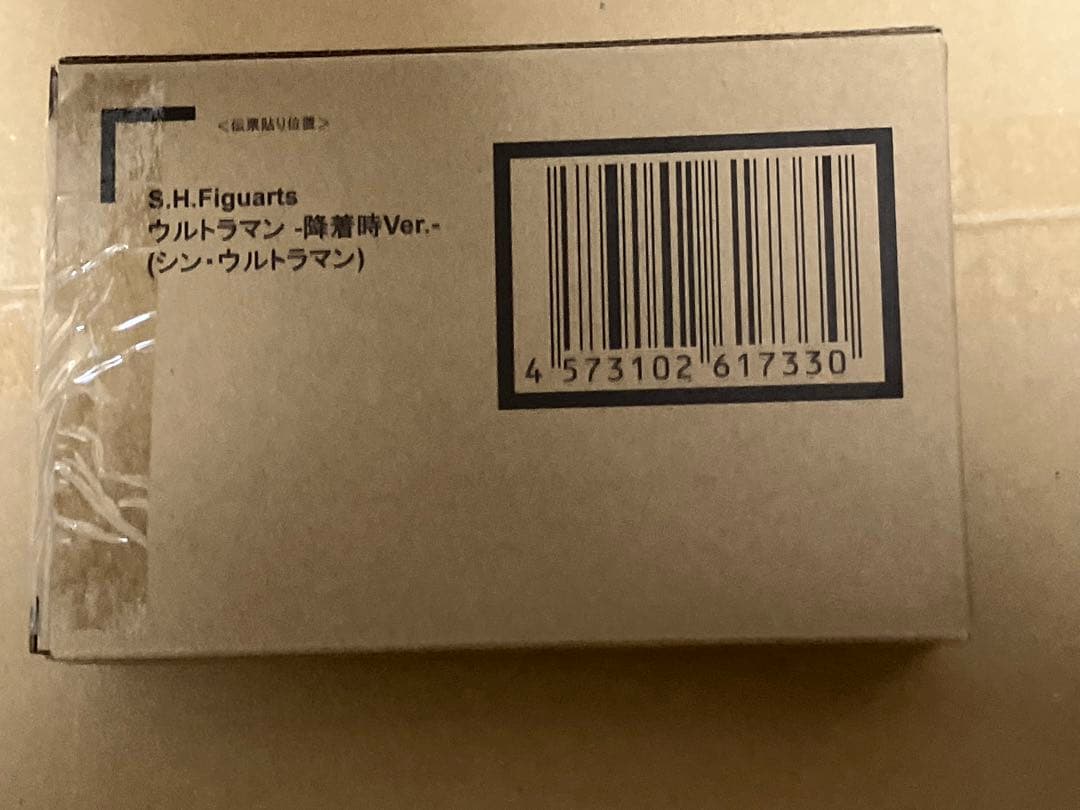 <伝票貼り位置>
S.H.Figuarts
ウルトラマン -降着時Ver.-
(シン・ウルトラマン)
4 573102 617330